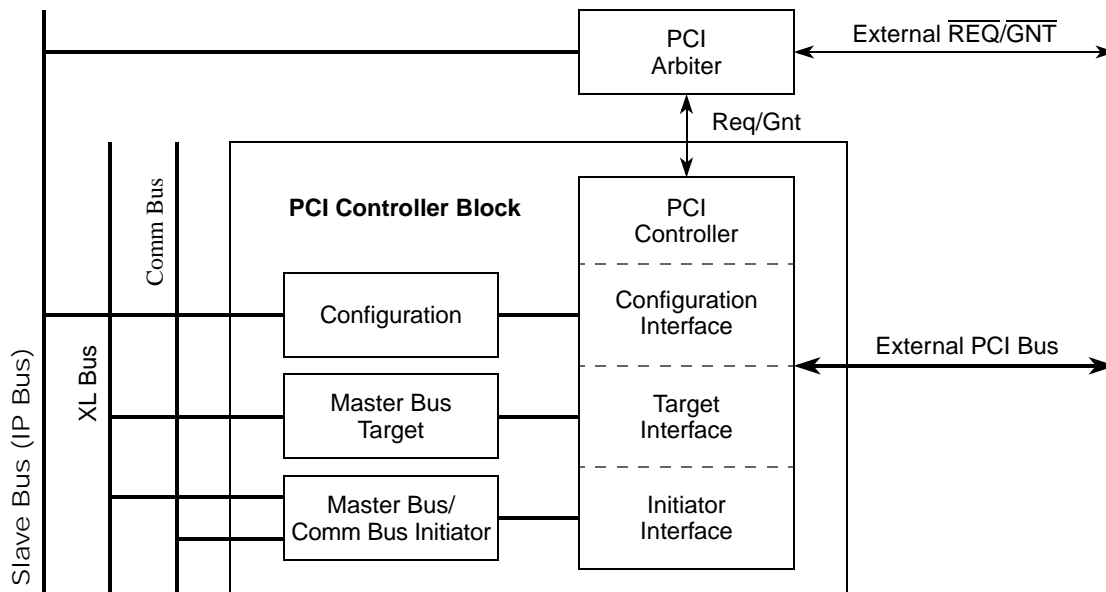 PCI
Arbiter
External REQ/GNT
Req/Gnt
PCI Controller Block
PCI
Controller
Comm Bus
Configuration
Configuration
Interface
External PCI Bus
XL Bus
Slave Bus (IP Bus)
Master Bus
Target
Target
Interface
Master Bus/
Comm Bus Initiator
Initiator
Interface